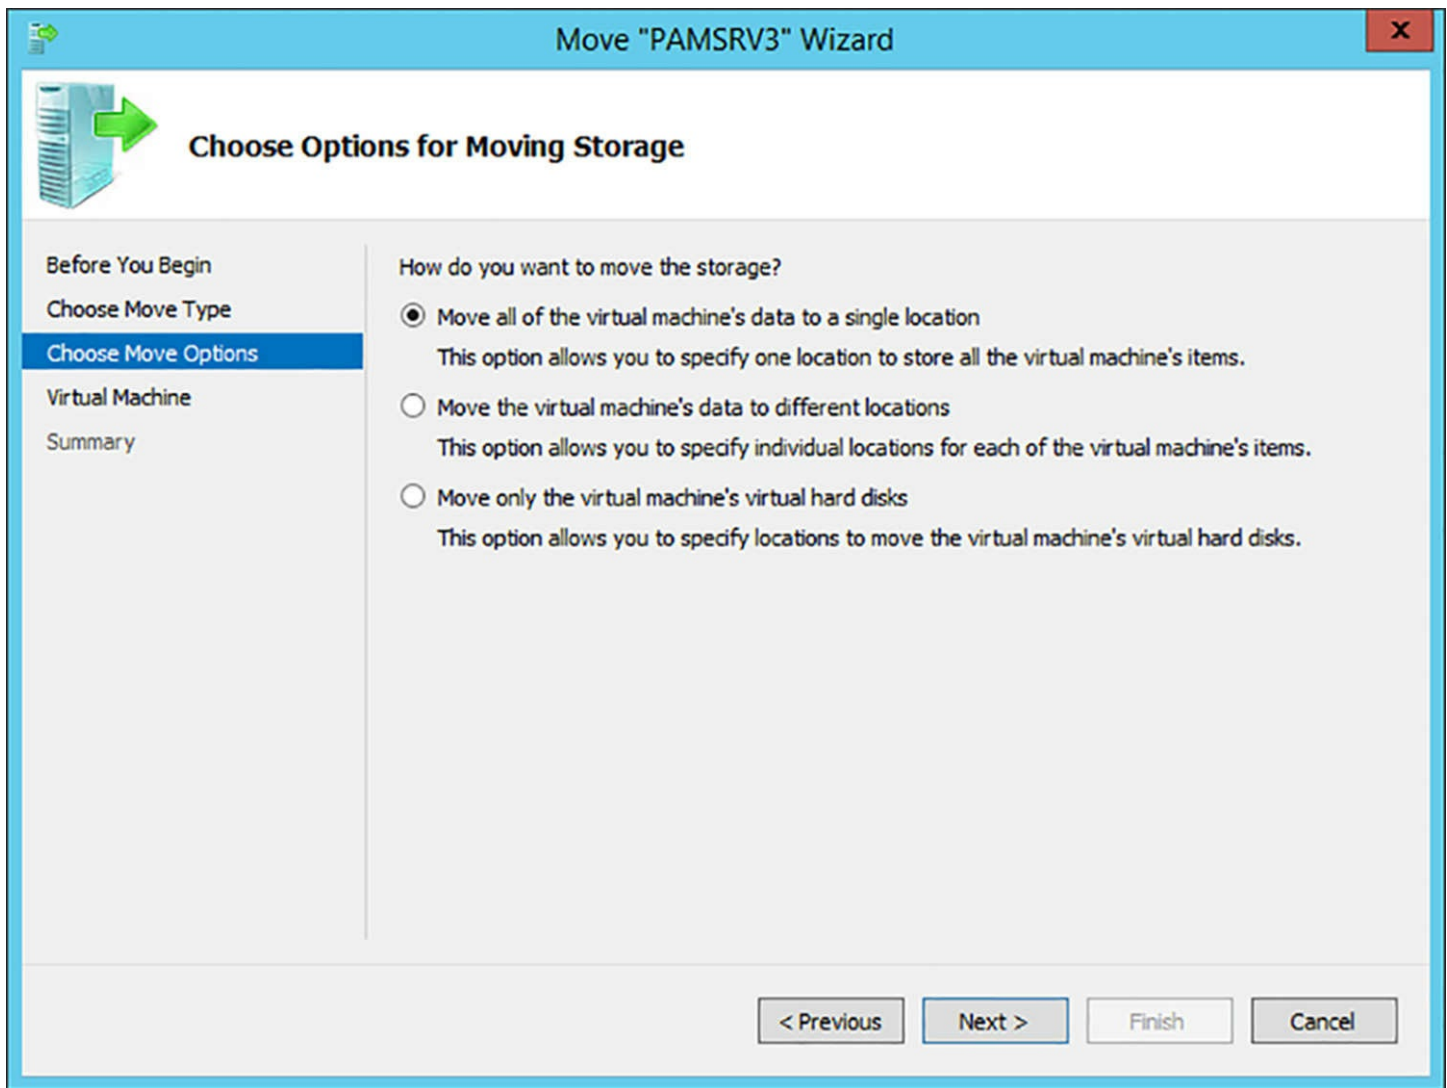 Move "PAMSRV3" Wizard
x
Choose Options for Moving Storage
Before You Begin
Choose Move Type
Choose Move Options
Virtual Machine
Summary
How do you want to move the storage?
Move all of the virtual machine's data to a single location
This option allows you to specify one location to store all the virtual machine's items.
Move the virtual machine's data to different locations
This option allows you to specify individual locations for each of the virtual machine's items.
Move only the virtual machine's virtual hard disks
This option allows you to specify locations to move the virtual machine's virtual hard disks.
< Previous
Next >
Finish
Cancel